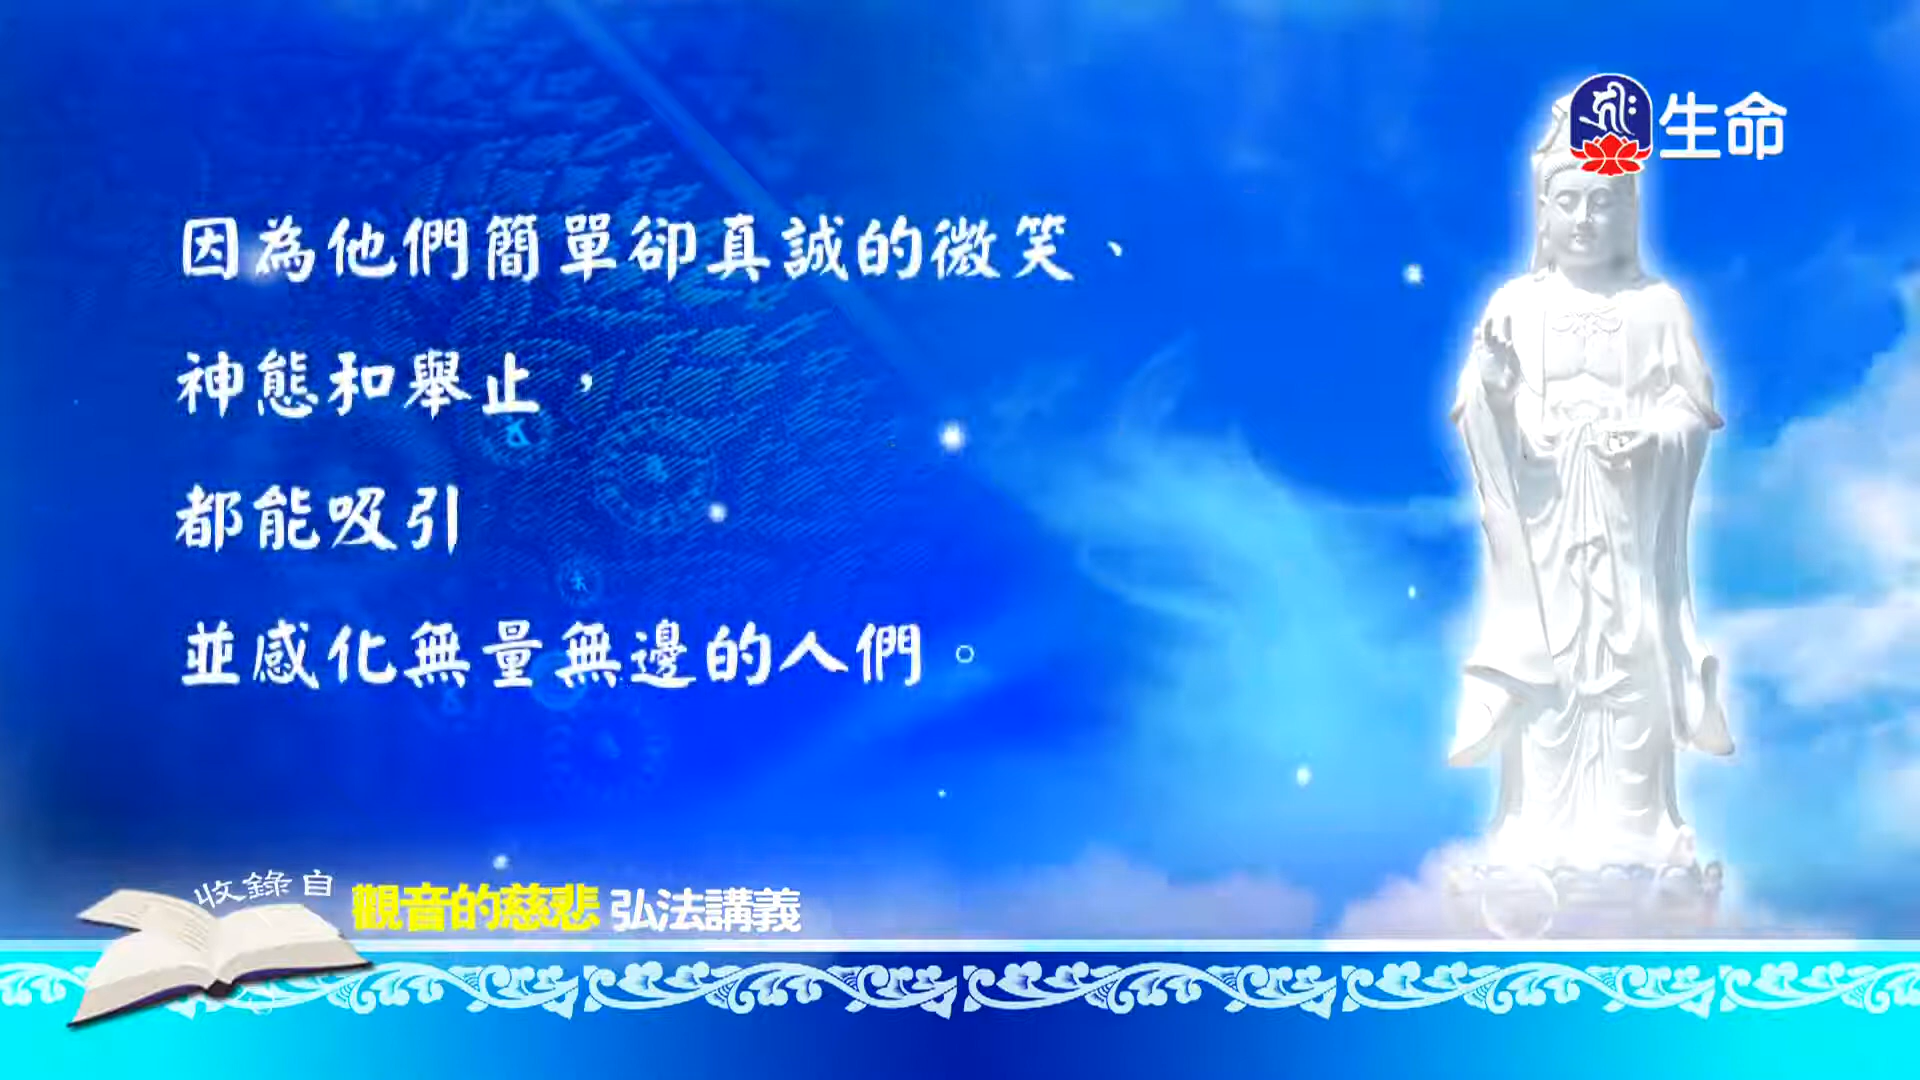 生命
因為他們簡單卻真誠的微笑、
神態和舉止，
都能吸引
並感化無量無邊的人們。
收錄自 觀音的慈悲 弘法講義